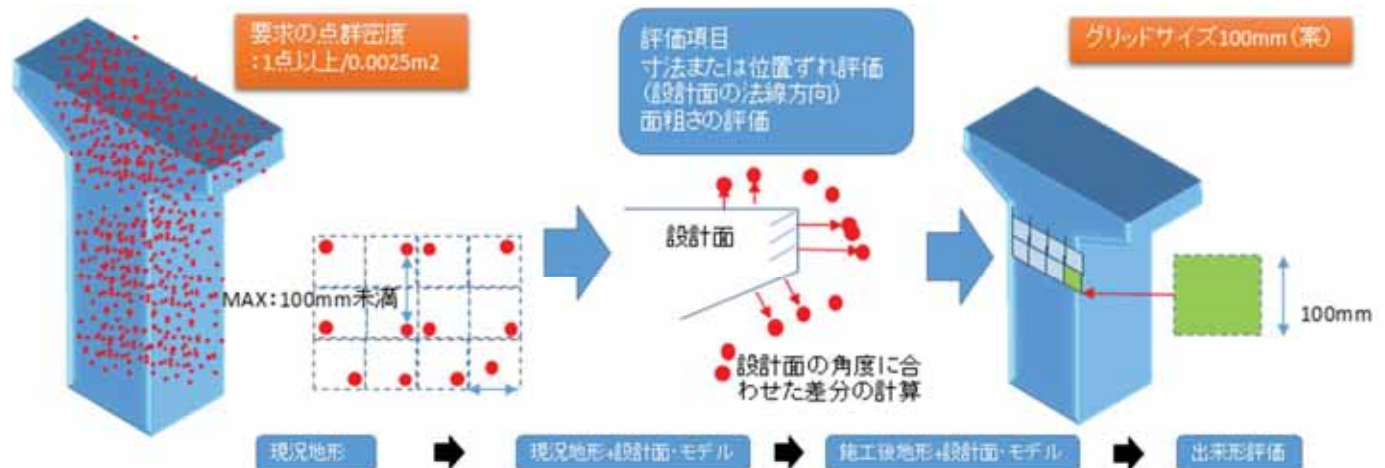 要求の点群密度
：1点以上/0.0025m2
評価項目
寸法または位置ずれ評価
（設計面の法線方向）
面粗さの評価
グリッドサイズ100mm（案）
MAX：100mm未満
設計面
設計面の角度に合
わせた差分の計算
100mm
現況地形
現況地形+設計面・モデル
施工後地形+設計面・モデル
出来形評価